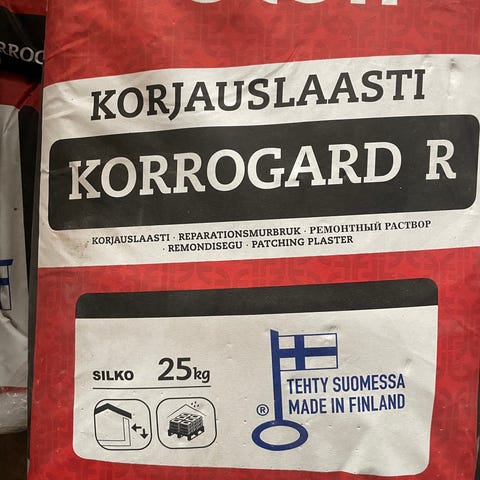 KORJAUSLAASTI
KORROGARD R
KORJAUSLAASTI · REPARATIONSMURBRUK · РЕМОНТНЫЙ РАСТВОР
· REMONDISEGU · PATCHING PLASTER
SILKO 25kg
TEHTY SUOMESSA
® MADE IN FINLAND